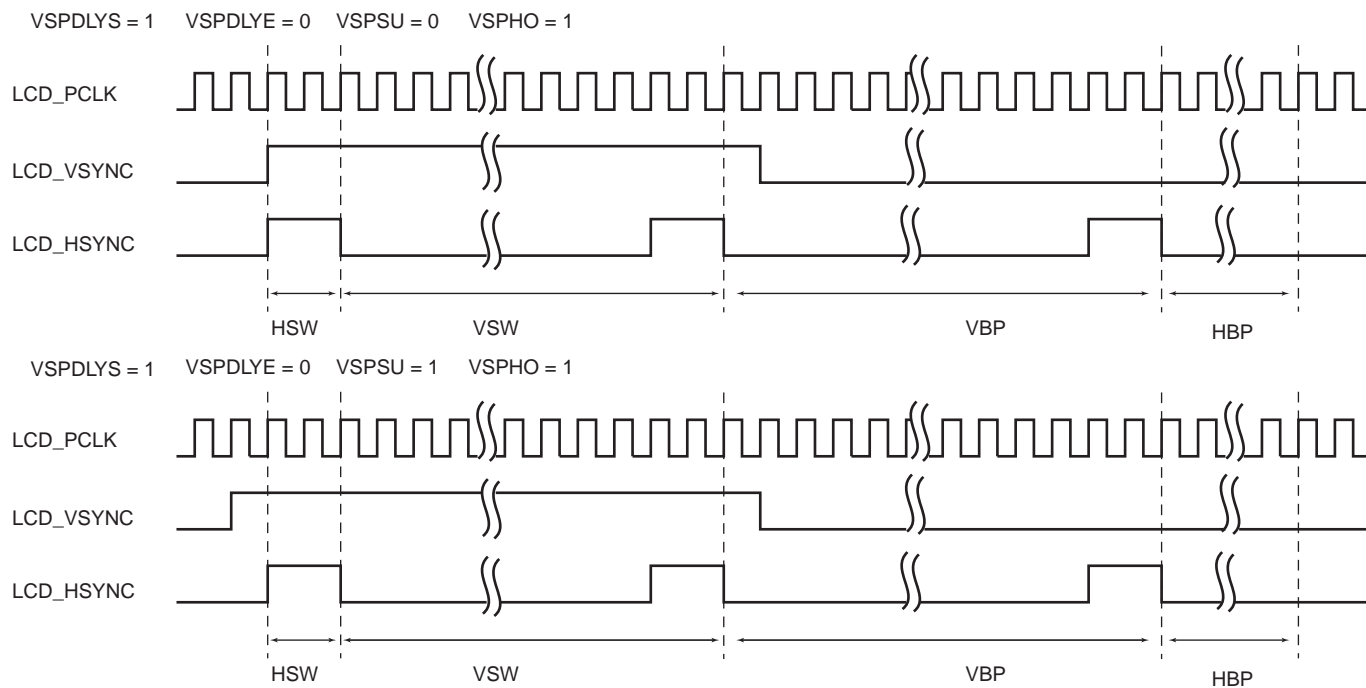 VSPDLYS = 1 VSPDLYE = 0 VSPSU = 0 VSPHO = 1
LCD_PCLK
LCD_VSYNC
LCD_HSYNC
HSW VSW VBP HBP
VSPDLYS = 1 VSPDLYE = 0 VSPSU = 1 VSPHO = 1
LCD_PCLK
LCD_VSYNC
LCD_HSYNC
HSW VSW VBP HBP